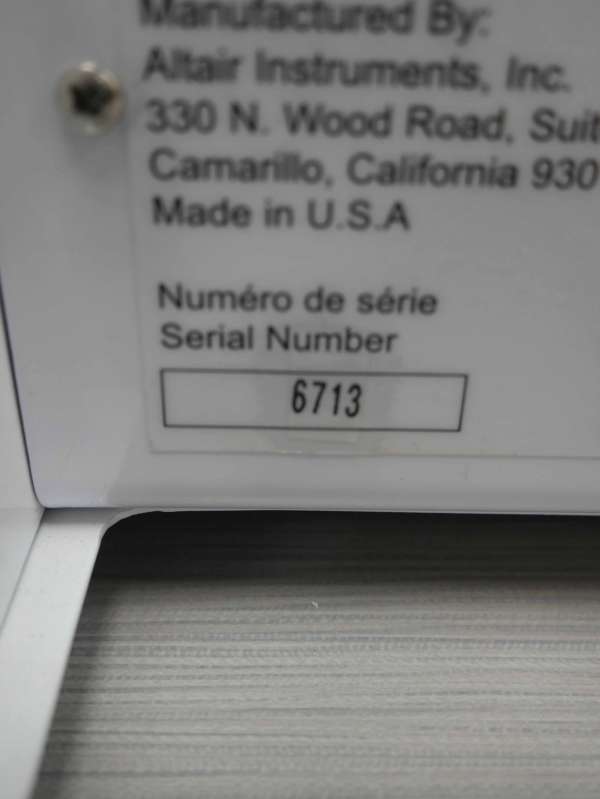 Manufactured By:
Altair Instruments, Inc.
330 N. Wood Road, Suit
Camarillo, California 930
Made in U.S.A
Numéro de série
Serial Number
6713